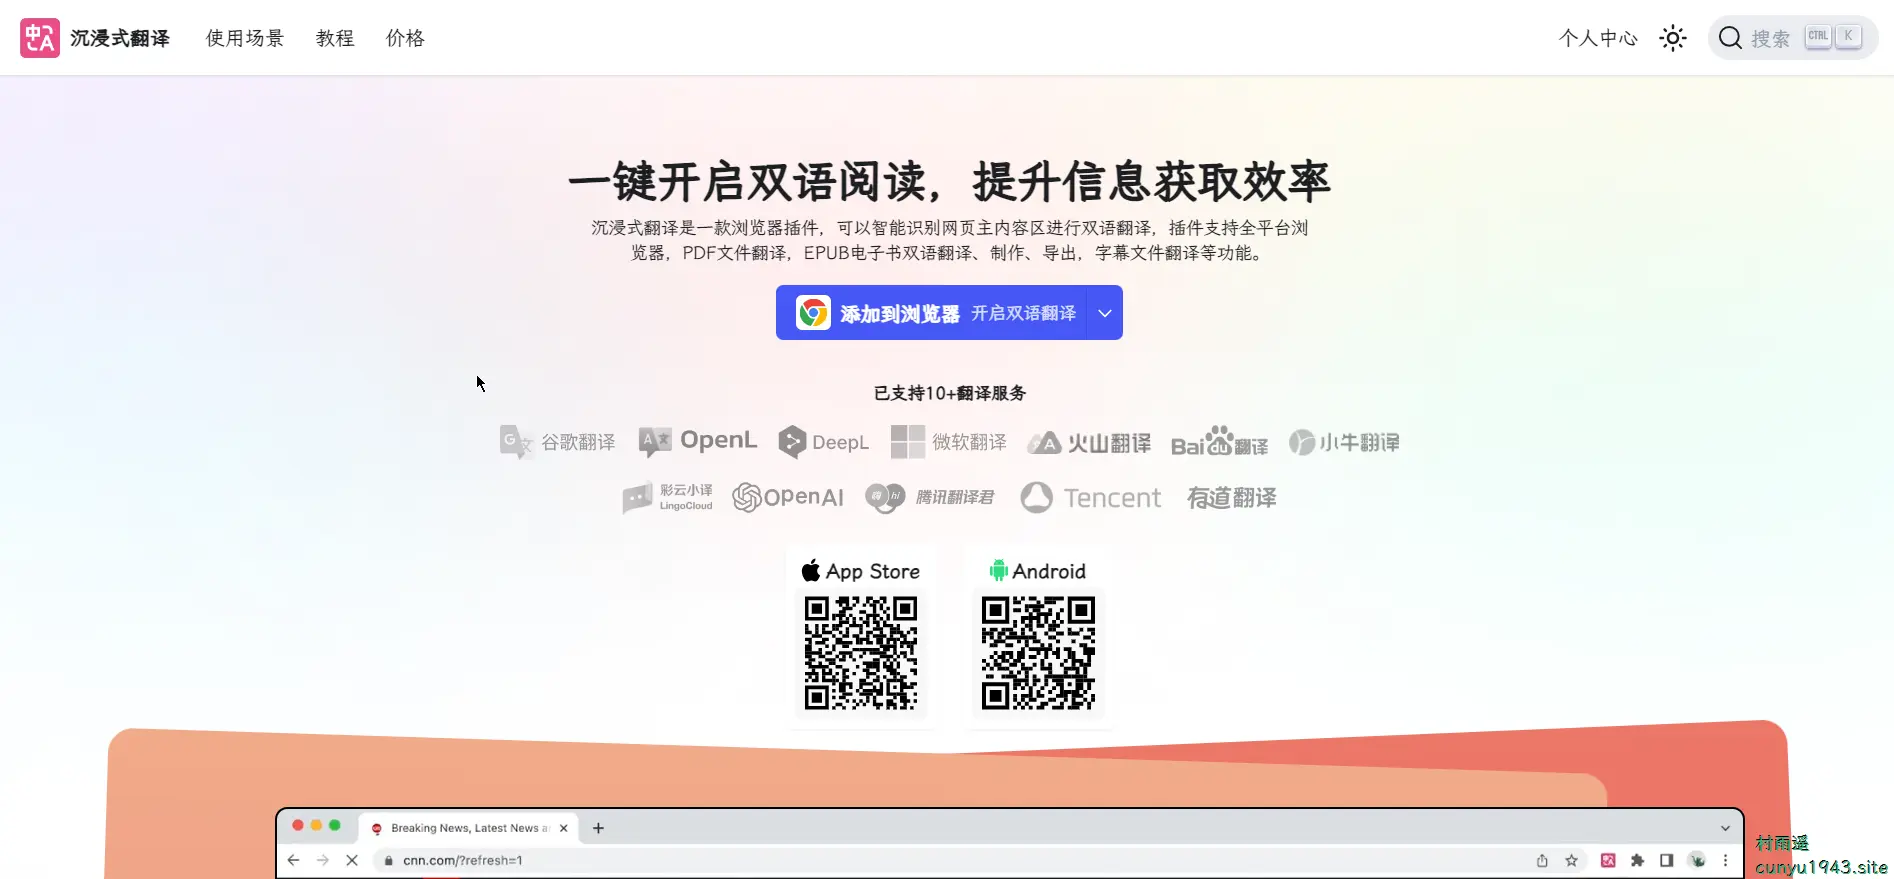 沉浸式翻译 使用场景 教程 价格 个人中心 搜索 CTRL K
一键开启双语阅读，提升信息获取效率
沉浸式翻译是一款浏览器插件，可以智能识别网页主内容区进行双语翻译，插件支持全平台浏
览器，PDF文件翻译，EPUB电子书双语翻译、制作、导出，字幕文件翻译等功能。
添加到浏览器 开启双语翻译
已支持10+翻译服务
谷歌翻译 OpenL DeepL 微软翻译 火山翻译 Bai du 翻译 小牛翻译
彩云小译 LingoCloud OpenAI 腾讯翻译君 Tencent 有道翻译
App Store Android
Breaking News, Latest News a
cnn.com/?refresh=1
村雨遥
cunyu1943.site